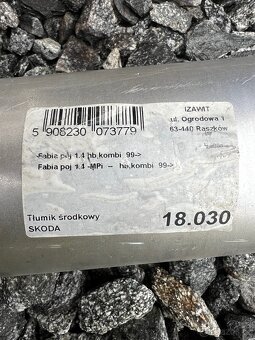 IZAWIT
ul. Ogrodowa 1
63-440 Raszków
5 908230 073779
Fabia poj 1.4 hb,kombi 99->
Fabia poj 1.4 -MPi -- hb,kombi 99->
Tłumik środkowy
SKODA
18.030